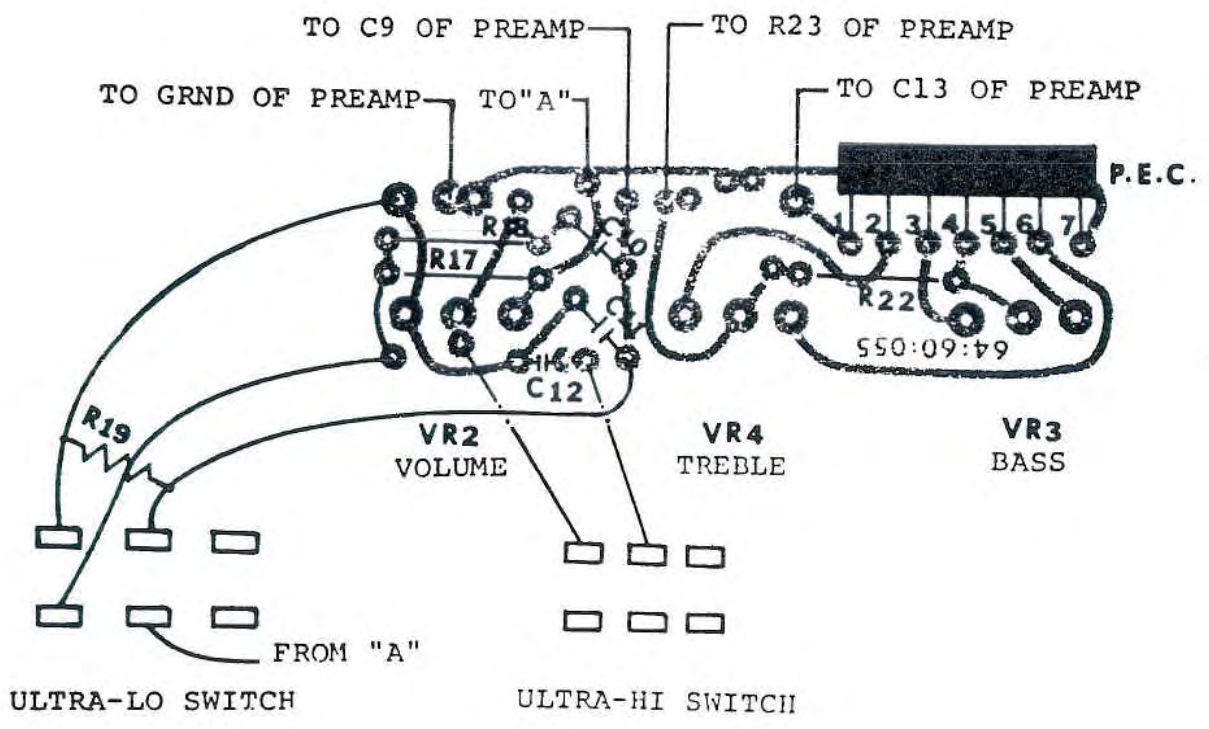 TO C9 OF PREAMP
TO R23 OF PREAMP
TO GRND OF PREAMP
TO"A"
TO C13 OF PREAMP
P.E.C.
1 2 3 4 5 6 7
R18
R17
R22
64:60:055
C12
R19
VR2
VOLUME
VR4
TREBLE
VR3
BASS
FROM "A"
ULTRA-LO SWITCH
ULTRA-HI SWITCH